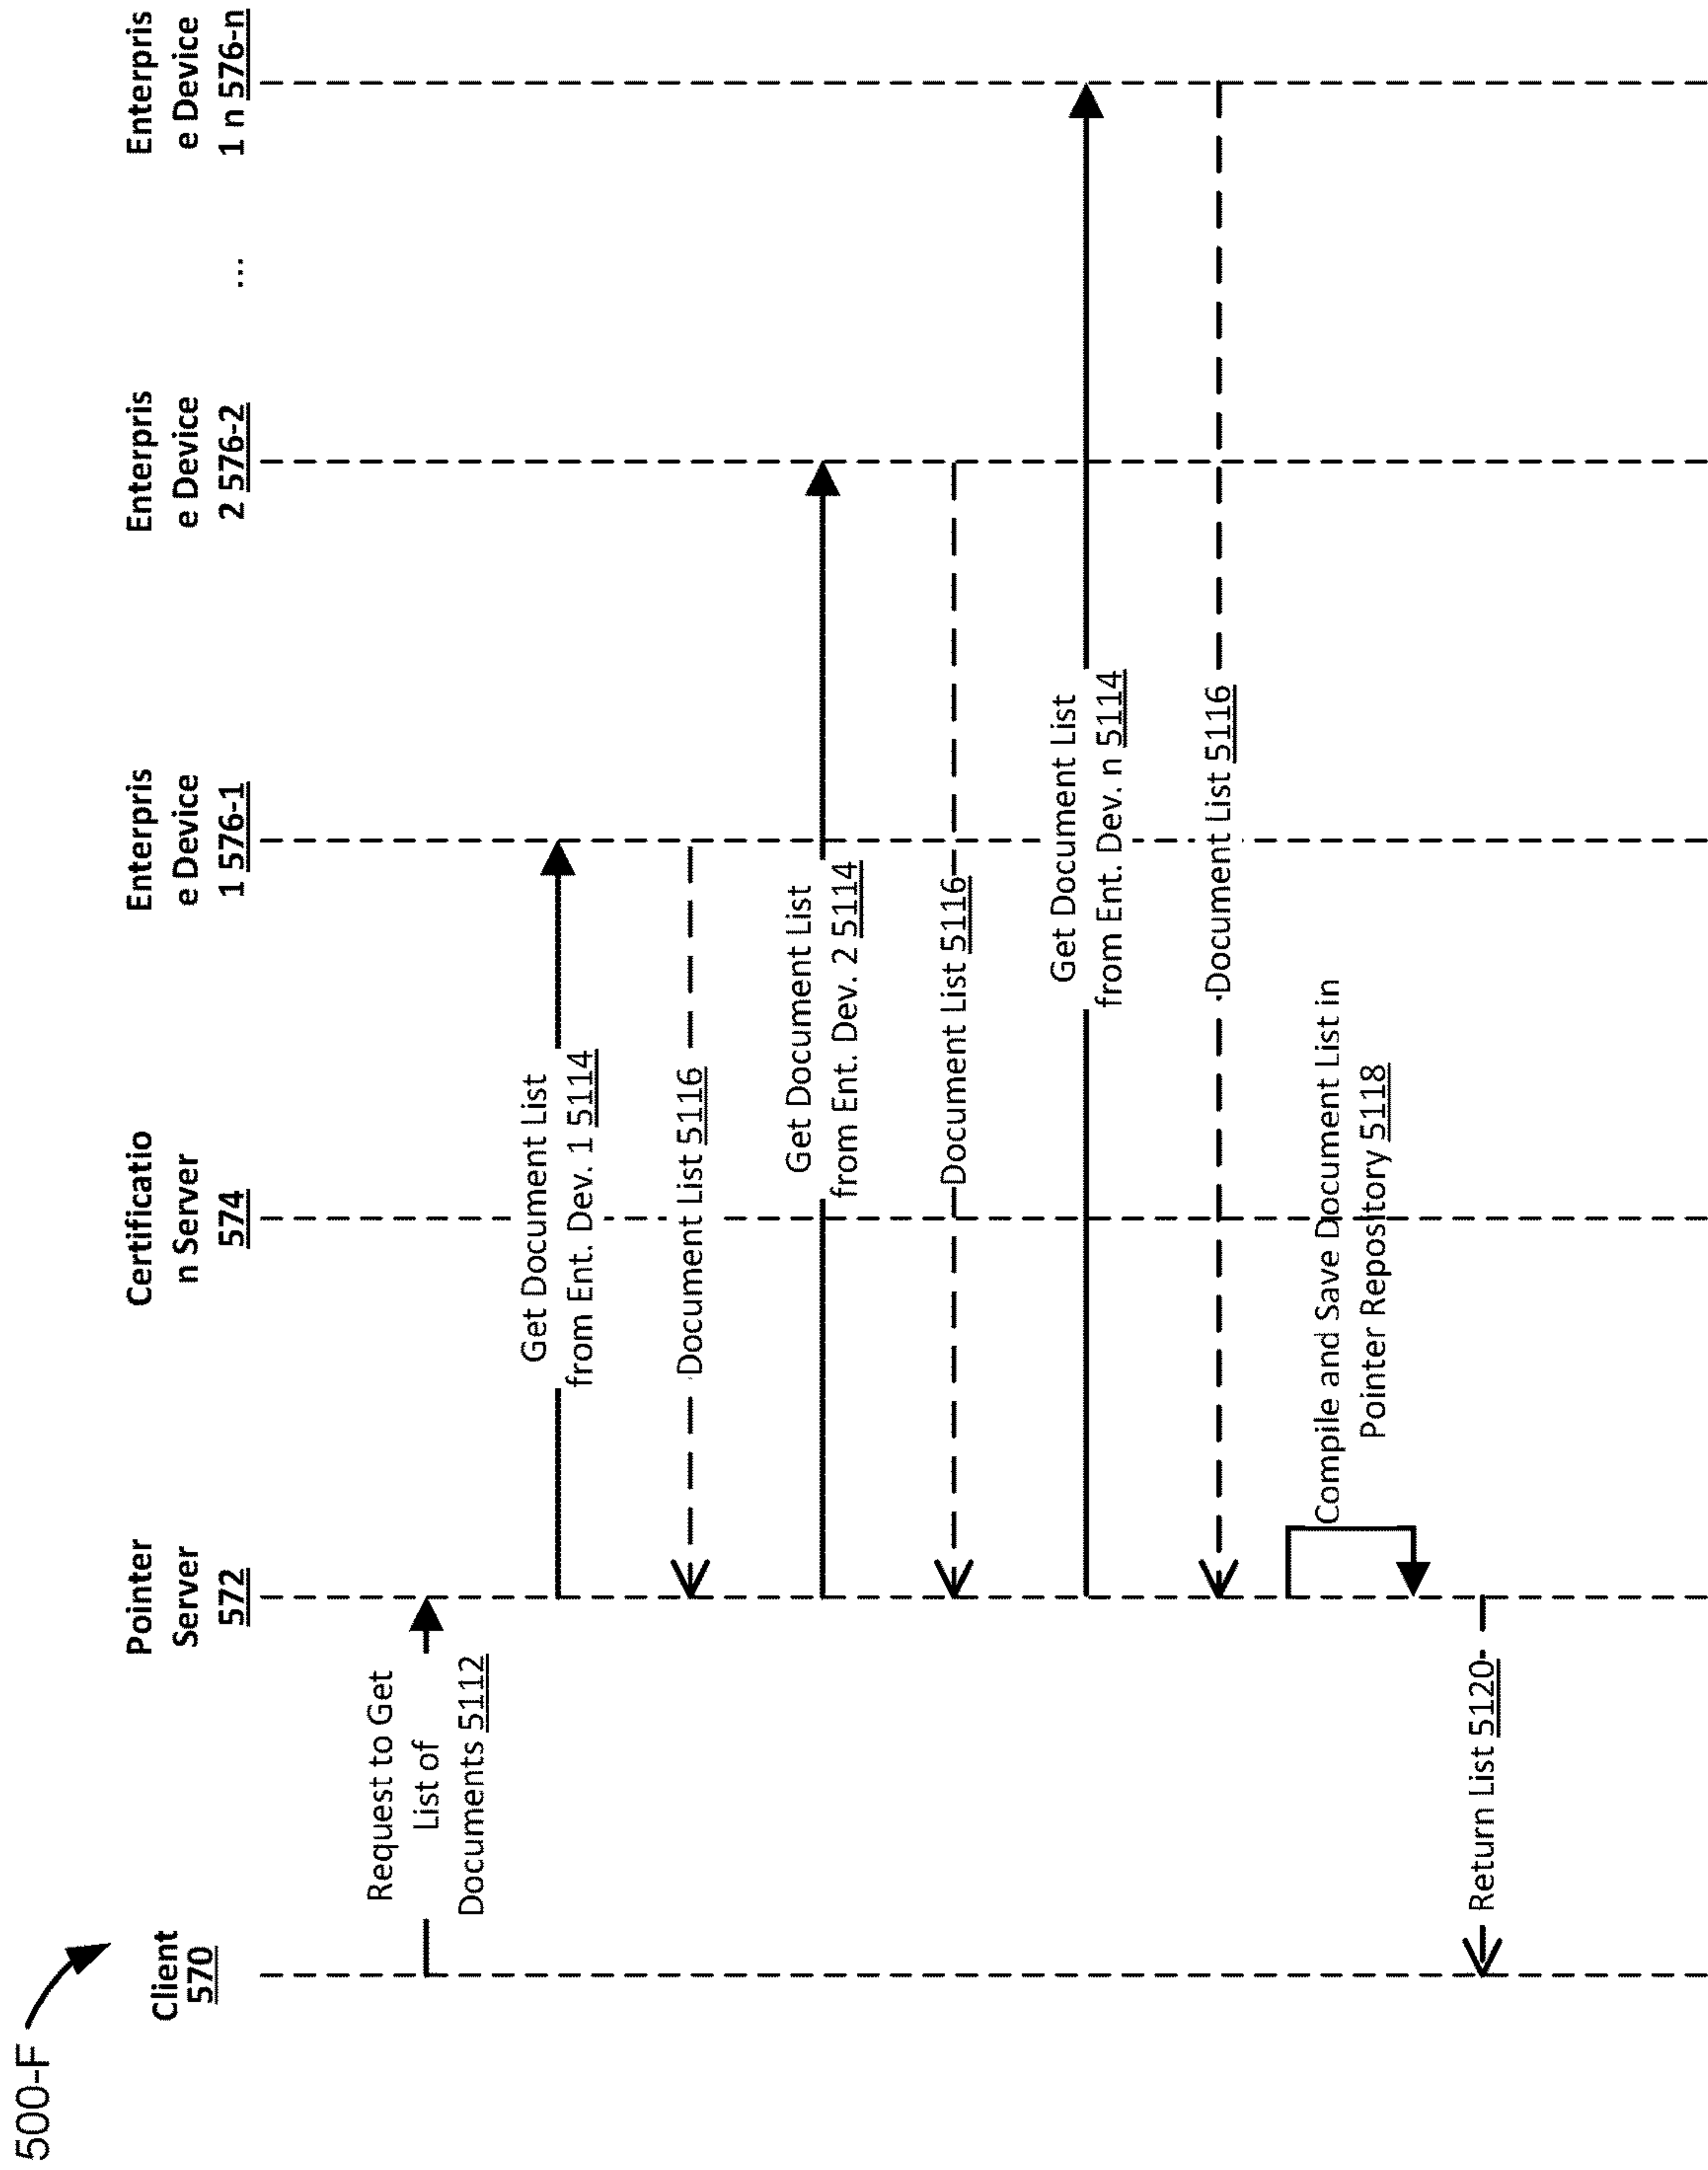 500-F
Client
570
Pointer
Server
572
Certificatio
n Server
574
Enterpris
e Device
1 576-1
Enterpris
e Device
2 576-2
...
Enterpris
e Device
1 n 576-n
Request to Get
List of
Documents 5112
Get Document List
from Ent. Dev. 1 5114
Document List 5116
Get Document List
from Ent. Dev. 2 5114
Document List 5116
Get Document List
from Ent. Dev. n 5114
Document List 5116
Compile and Save Document List in
Pointer Repository 5118
Return List 5120